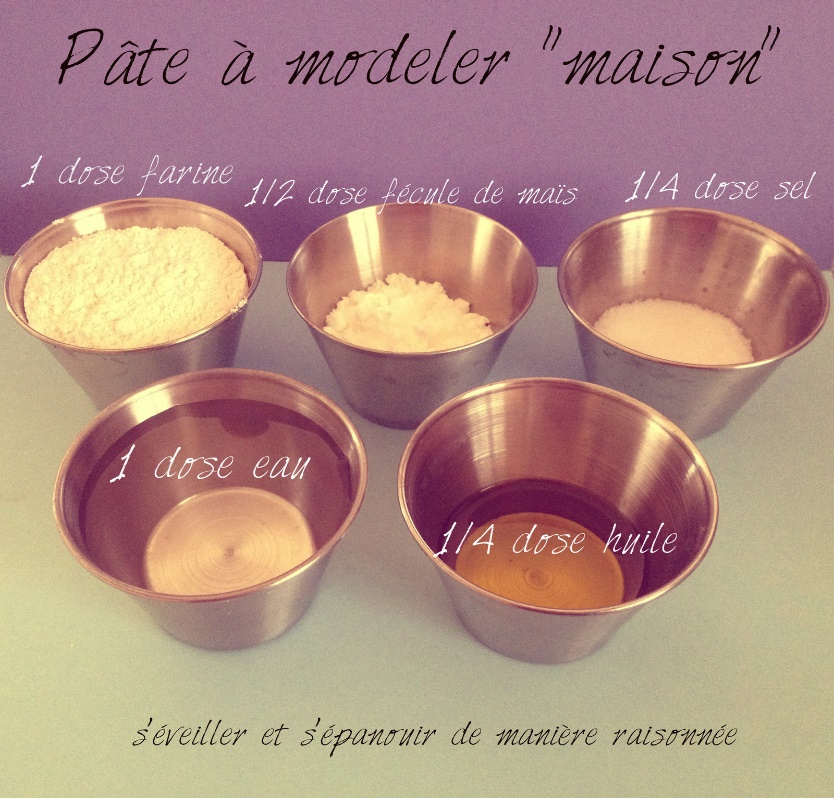 Pâte à modeler "maison"
1 dose farine
1/2 dose fécule de maïs
1/4 dose sel
1 dose eau
1/4 dose huile
s'éveiller et s'épanouir de manière raisonnée